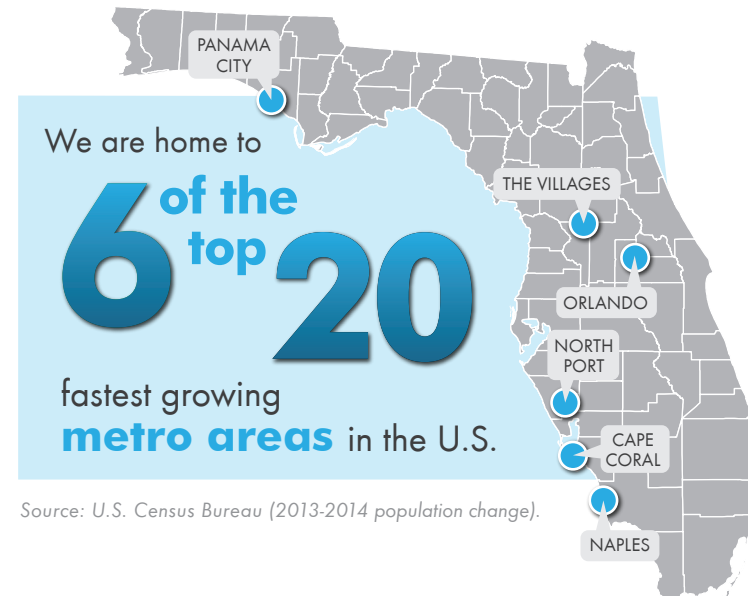 PANAMA
CITY
We are home to
6 of the
top 20
fastest growing
metro areas in the U.S.
THE VILLAGES
ORLANDO
NORTH
PORT
CAPE
CORAL
NAPLES
Source: U.S. Census Bureau (2013-2014 population change).